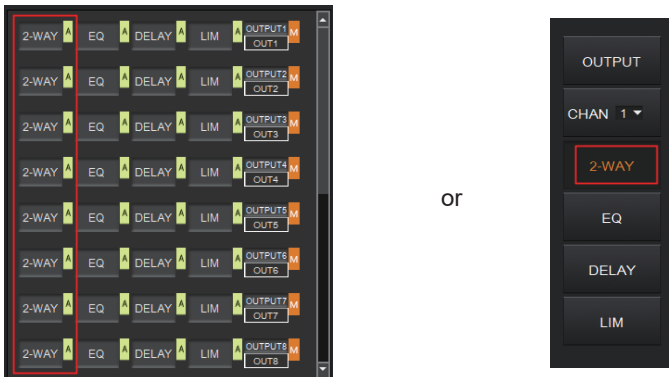 2-WAY A EQ A DELAY A LIM A OUTPUT1 M
OUT1
2-WAY A EQ A DELAY A LIM A OUTPUT2 M
OUT2
2-WAY A EQ A DELAY A LIM A OUTPUT3 M
OUT3
2-WAY A EQ A DELAY A LIM A OUTPUT4 M
OUT4
2-WAY A EQ A DELAY A LIM A OUTPUT5 M
OUT5
2-WAY A EQ A DELAY A LIM A OUTPUT6 M
OUT6
2-WAY A EQ A DELAY A LIM A OUTPUT7 M
OUT7
2-WAY A EQ A DELAY A LIM A OUTPUT8 M
OUT8
or
OUTPUT
CHAN 1
2-WAY
EQ
DELAY
LIM